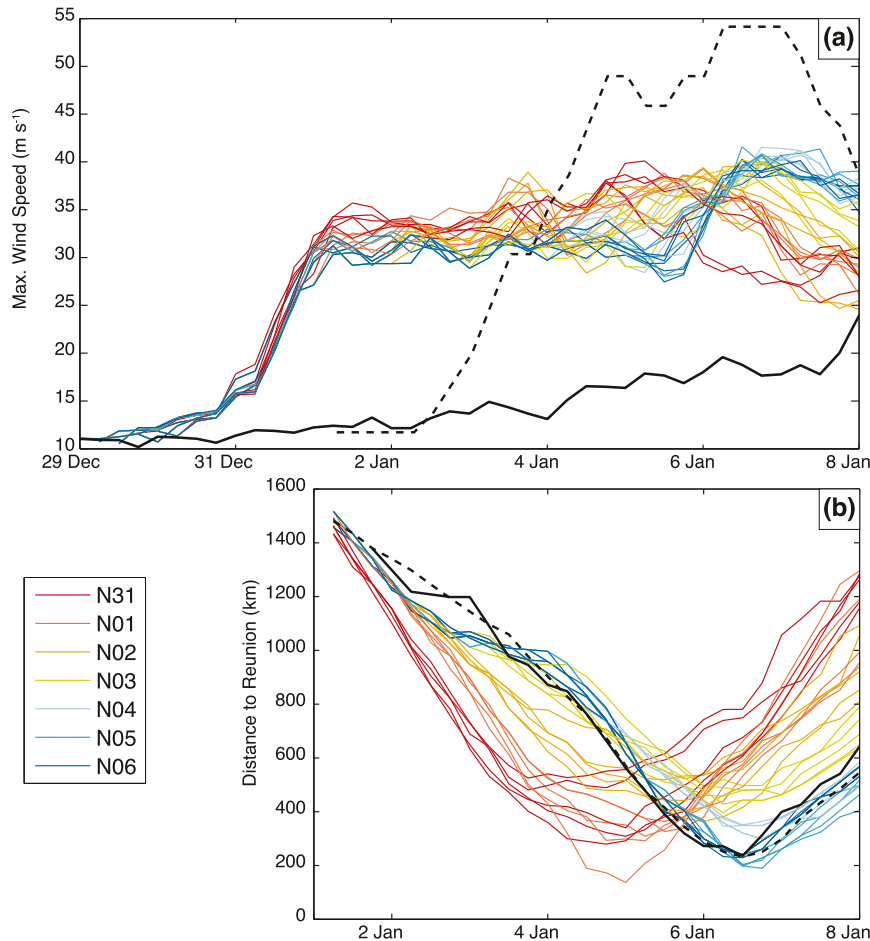 (a)
Max. Wind Speed (m s⁻¹)
55
50
45
40
35
30
25
20
15
10
29 Dec
31 Dec
2 Jan
4 Jan
6 Jan
8 Jan
(b)
Distance to Reunion (km)
1600
1400
1200
1000
800
600
400
200
0
2 Jan
4 Jan
6 Jan
8 Jan
N31
N01
N02
N03
N04
N05
N06